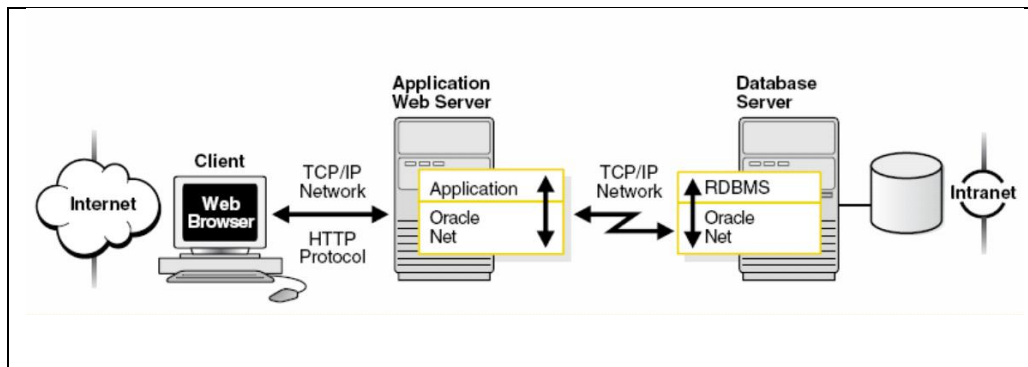 Internet
Client
Web
Browser
TCP/IP
Network
HTTP
Protocol
Application
Web Server
Application
Oracle
Net
TCP/IP
Network
Database
Server
RDBMS
Oracle
Net
Intranet